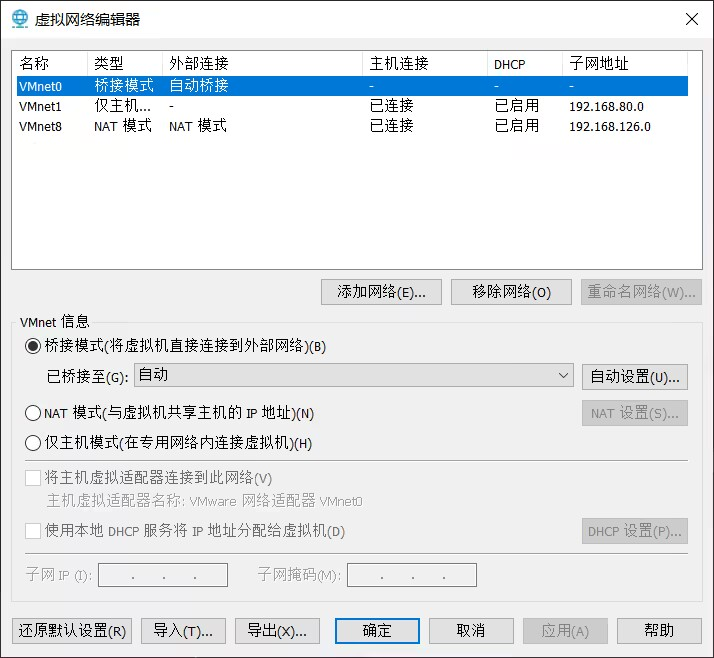 虚拟网络编辑器
名称 类型 外部连接 主机连接 DHCP 子网地址
VMnet0 桥接模式 自动桥接 - - -
VMnet1 仅主机... - 已连接 已启用 192.168.80.0
VMnet8 NAT 模式 NAT 模式 已连接 已启用 192.168.126.0
添加网络(E)... 移除网络(O) 重命名网络(W)...
VMnet 信息
桥接模式(将虚拟机直接连接到外部网络)(B)
已桥接至(G): 自动 自动设置(U)...
NAT 模式(与虚拟机共享主机的 IP 地址)(N) NAT 设置(S)...
仅主机模式(在专用网络内连接虚拟机)(H)
将主机虚拟适配器连接到此网络(V)
主机虚拟适配器名称: VMware 网络适配器 VMnet0
使用本地 DHCP 服务将 IP 地址分配给虚拟机(D) DHCP 设置(P)...
子网 IP (I): . . . 子网掩码(M): . . .
还原默认设置(R) 导入(T)... 导出(X)... 确定 取消 应用(A) 帮助